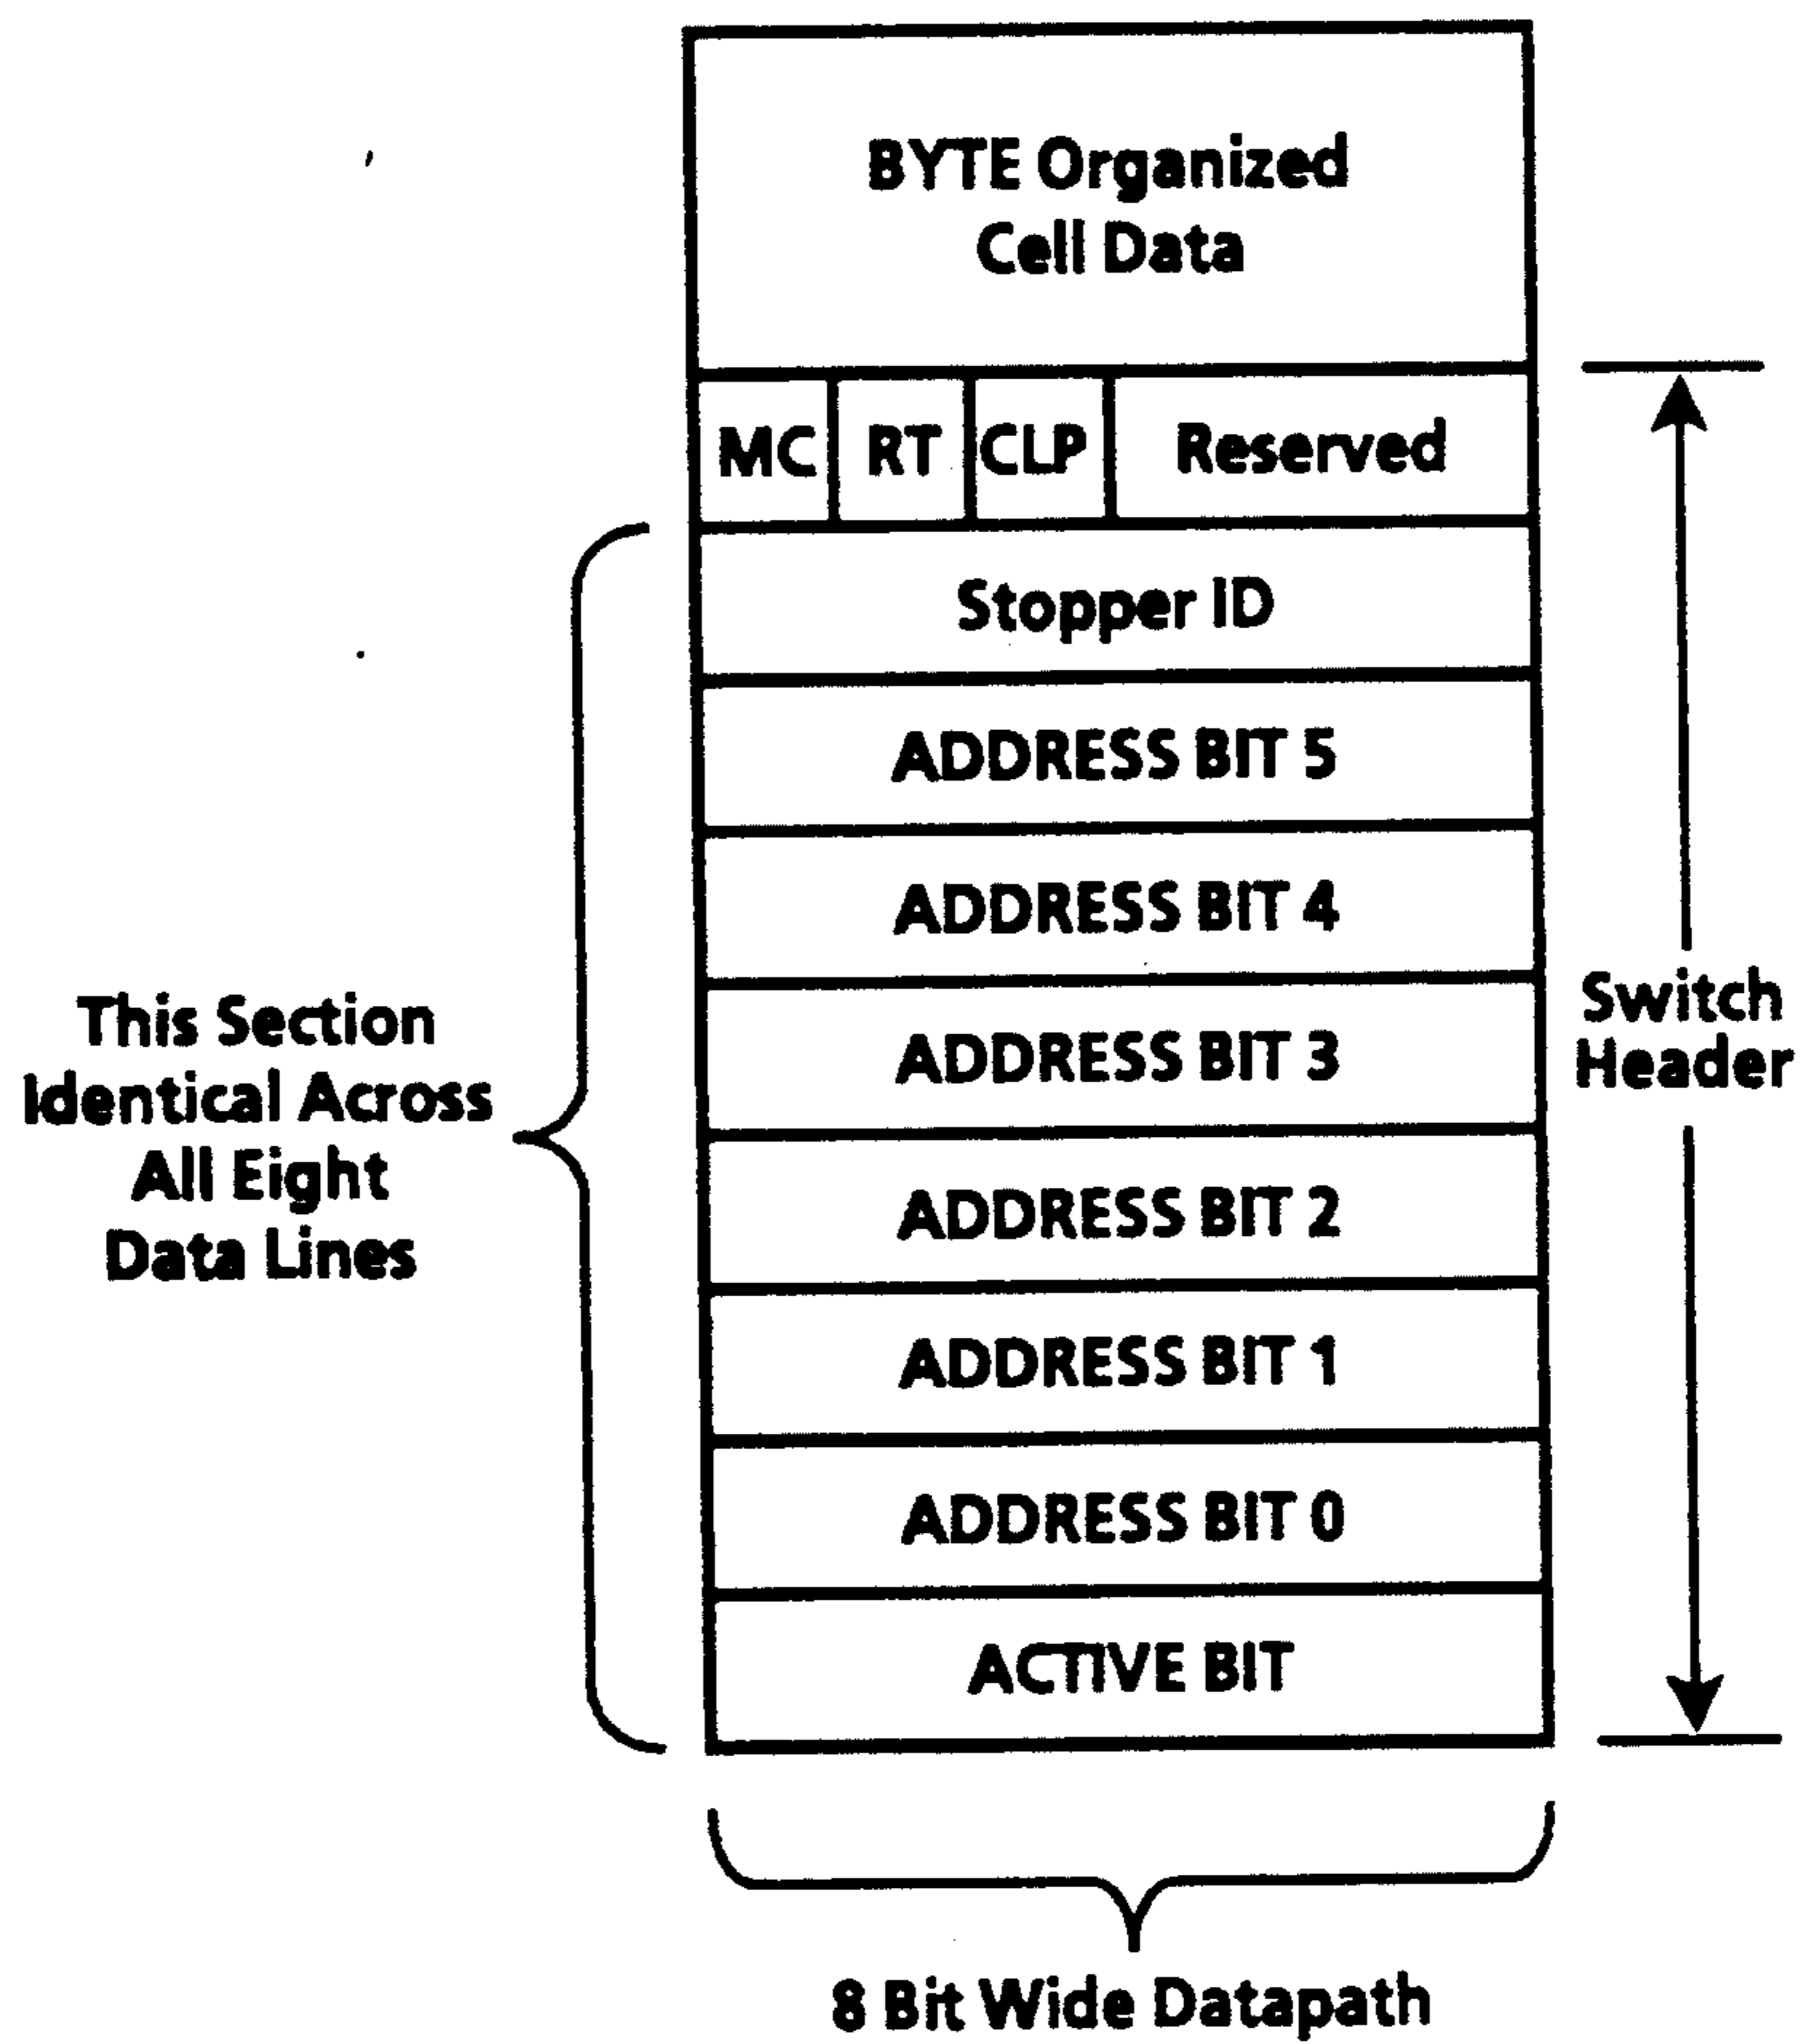 BYTE Organized
Cell Data
MC RT CLP Reserved
Stopper ID
ADDRESS BIT 5
ADDRESS BIT 4
ADDRESS BIT 3
ADDRESS BIT 2
ADDRESS BIT 1
ADDRESS BIT 0
ACTIVE BIT
This Section
Identical Across
All Eight
Data Lines
Switch
Header
8 Bit Wide Datapath